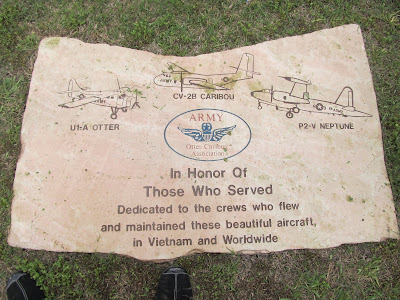 CV-2B CARIBOU
U1-A OTTER
P2-V NEPTUNE
ARMY
Otter Caribou
Association
In Honor Of
Those Who Served
Dedicated to the crews who flew
and maintained these beautiful aircraft,
in Vietnam and Worldwide